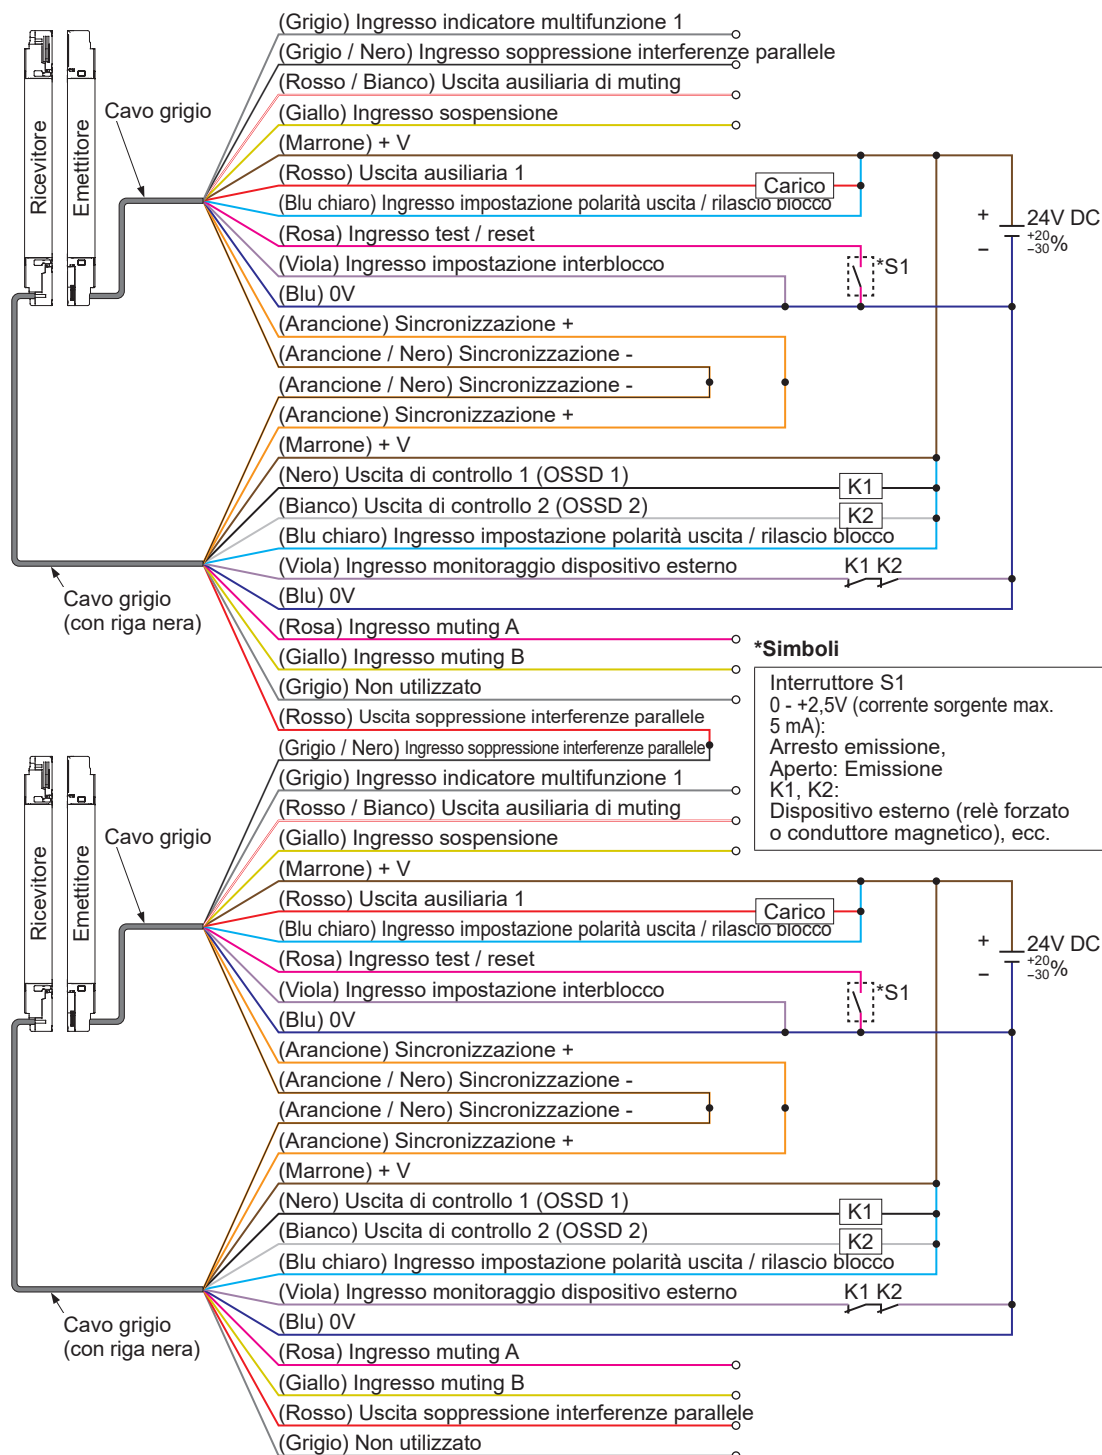 (Grigio) Ingresso indicatore multifunzione 1
(Grigio / Nero) Ingresso soppressione interferenze parallele
(Rosso / Bianco) Uscita ausiliaria di muting
(Giallo) Ingresso sospensione
(Marrone) + V
(Rosso) Uscita ausiliaria 1
Carico
(Blu chiaro) Ingresso impostazione polarità uscita / rilascio blocco
(Rosa) Ingresso test / reset
(Viola) Ingresso impostazione interblocco
*S1
(Blu) 0V
+
−
24V DC
+20
−30 %
Ricevitore
Emettitore
Cavo grigio
(Arancione) Sincronizzazione +
(Arancione / Nero) Sincronizzazione -
(Arancione / Nero) Sincronizzazione -
(Arancione) Sincronizzazione +
(Marrone) + V
(Nero) Uscita di controllo 1 (OSSD 1)
K1
(Bianco) Uscita di controllo 2 (OSSD 2)
K2
(Blu chiaro) Ingresso impostazione polarità uscita / rilascio blocco
(Viola) Ingresso monitoraggio dispositivo esterno
K1 K2
(Blu) 0V
Cavo grigio
(con riga nera)
(Rosa) Ingresso muting A
(Giallo) Ingresso muting B
(Grigio) Non utilizzato
(Rosso) Uscita soppressione interferenze parallele
*Simboli
Interruttore S1
0 - +2,5V (corrente sorgente max.
5 mA):
Arresto emissione,
Aperto: Emissione
K1, K2:
Dispositivo esterno (relè forzato
o conduttore magnetico), ecc.
(Grigio / Nero) Ingresso soppressione interferenze parallele
(Grigio) Ingresso indicatore multifunzione 1
(Rosso / Bianco) Uscita ausiliaria di muting
(Giallo) Ingresso sospensione
(Marrone) + V
(Rosso) Uscita ausiliaria 1
Carico
(Blu chiaro) Ingresso impostazione polarità uscita / rilascio blocco
(Rosa) Ingresso test / reset
(Viola) Ingresso impostazione interblocco
*S1
(Blu) 0V
+
−
24V DC
+20
−30 %
Ricevitore
Emettitore
Cavo grigio
(Arancione) Sincronizzazione +
(Arancione / Nero) Sincronizzazione -
(Arancione / Nero) Sincronizzazione -
(Arancione) Sincronizzazione +
(Marrone) + V
(Nero) Uscita di controllo 1 (OSSD 1)
K1
(Bianco) Uscita di controllo 2 (OSSD 2)
K2
(Blu chiaro) Ingresso impostazione polarità uscita / rilascio blocco
(Viola) Ingresso monitoraggio dispositivo esterno
K1 K2
(Blu) 0V
Cavo grigio
(con riga nera)
(Rosa) Ingresso muting A
(Giallo) Ingresso muting B
(Rosso) Uscita soppressione interferenze parallele
(Grigio) Non utilizzato